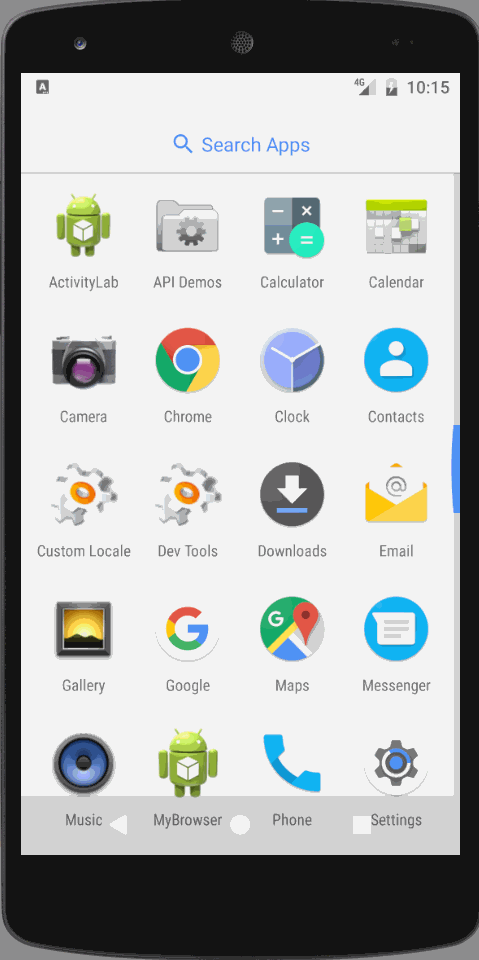 A
4G
10:15
Search Apps
ActivityLab
API Demos
Calculator
Calendar
Camera
Chrome
Clock
Contacts
Custom Locale
Dev Tools
Downloads
Email
Gallery
Google
Maps
Messenger
Music
MyBrowser
Phone
Settings